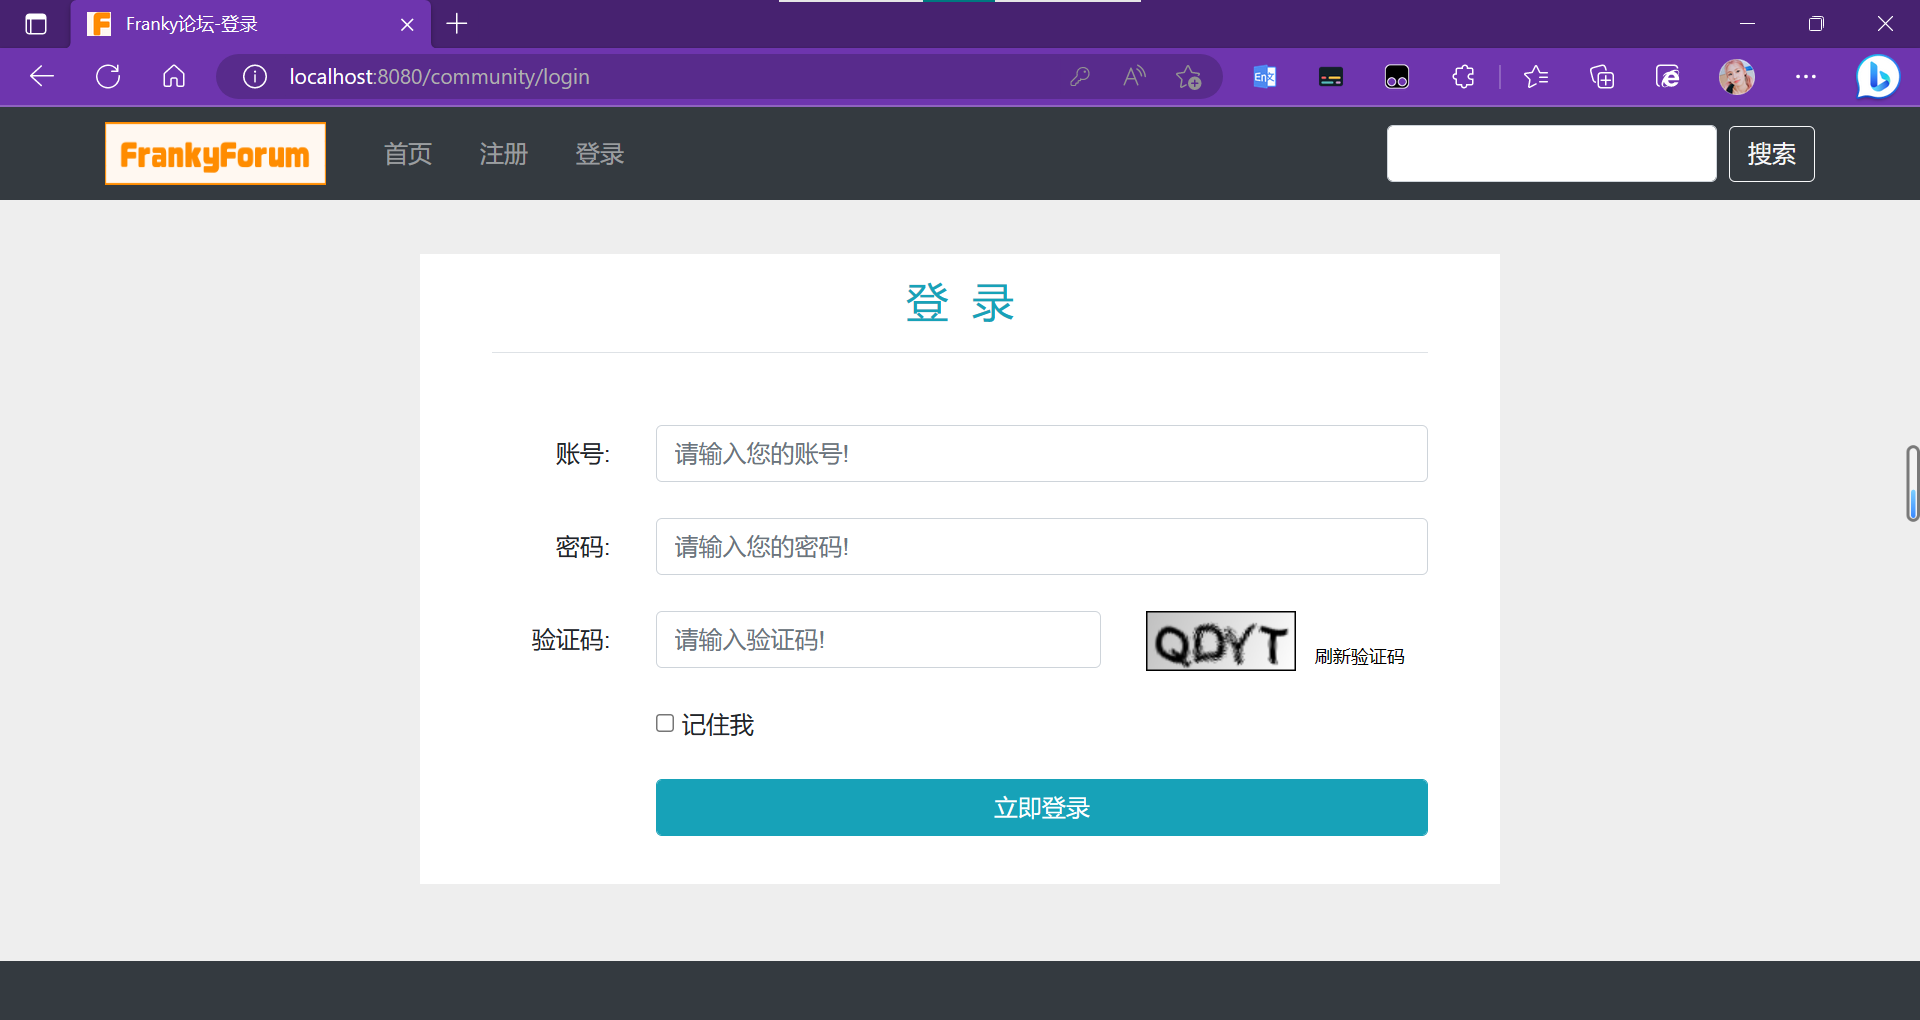 Franky论坛-登录
localhost:8080/community/login
FrankyForum 首页 注册 登录 搜索
登 录
账号: 请输入您的账号!
密码: 请输入您的密码!
验证码: 请输入验证码! QDYT 刷新验证码
记住我
立即登录